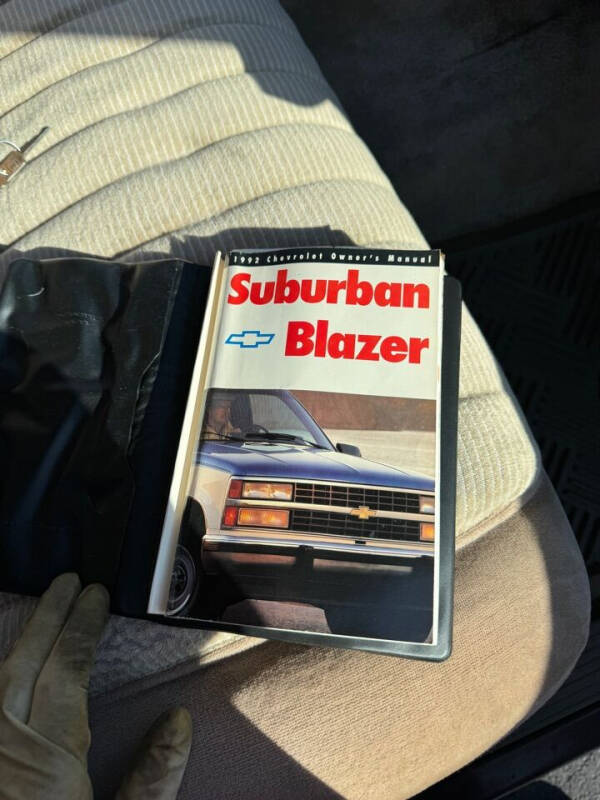 1992 Chevrolet Owner's Manual
Suburban
Blazer